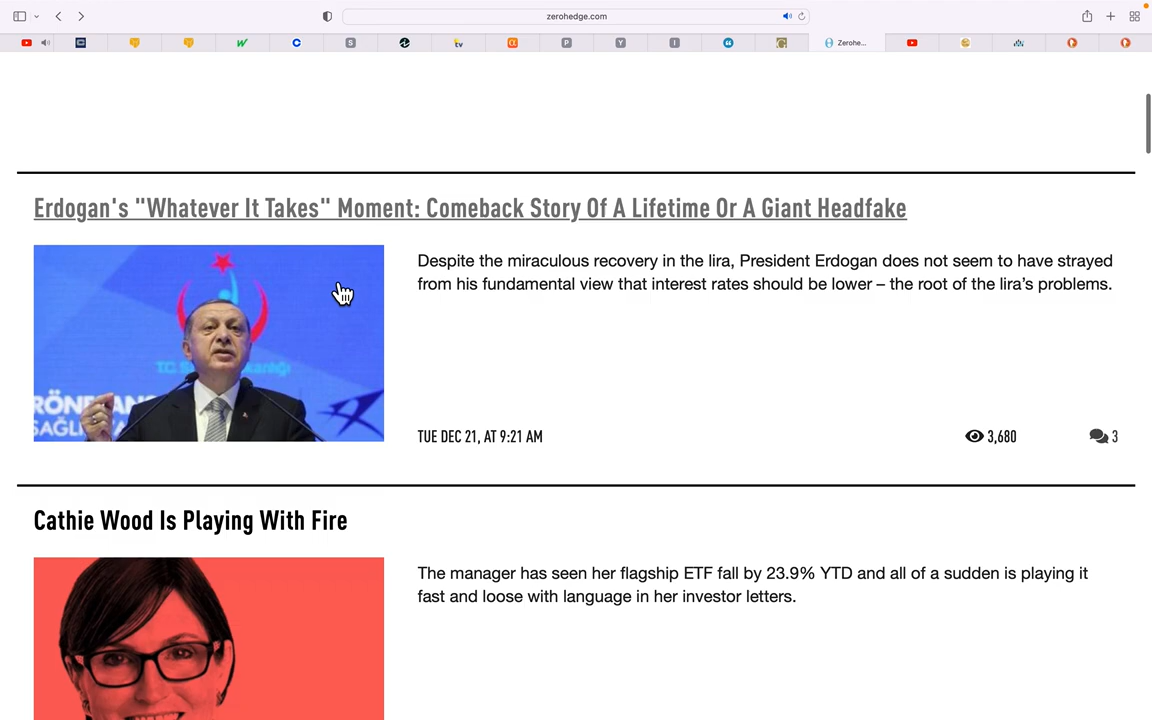 zerohedge.com
Zerohe...
Erdogan's "Whatever It Takes" Moment: Comeback Story Of A Lifetime Or A Giant Headfake
Despite the miraculous recovery in the lira, President Erdogan does not seem to have strayed
from his fundamental view that interest rates should be lower – the root of the lira's problems.
TUE DEC 21, AT 9:21 AM
3,680
3
Cathie Wood Is Playing With Fire
The manager has seen her flagship ETF fall by 23.9% YTD and all of a sudden is playing it
fast and loose with language in her investor letters.